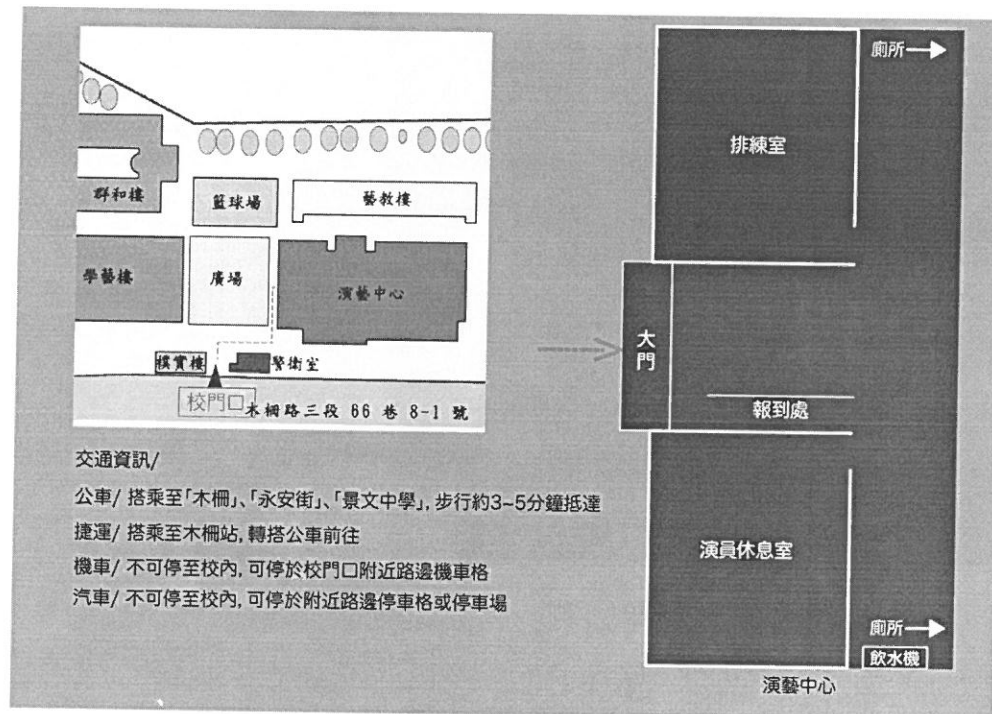 群和樓
籃球場
藝教樓
學藝樓
廣場
演藝中心
樸實樓
警衛室
校門口
木柵路三段 66 巷 8-1 號
交通資訊/
公車/ 搭乘至「木柵」、「永安街」、「景文中學」, 步行約3~5分鐘抵達
捷運/ 搭乘至木柵站, 轉搭公車前往
機車/ 不可停至校內, 可停於校門口附近路邊機車格
汽車/ 不可停至校內, 可停於附近路邊停車格或停車場
廁所
排練室
大門
報到處
演員休息室
廁所
飲水機
演藝中心